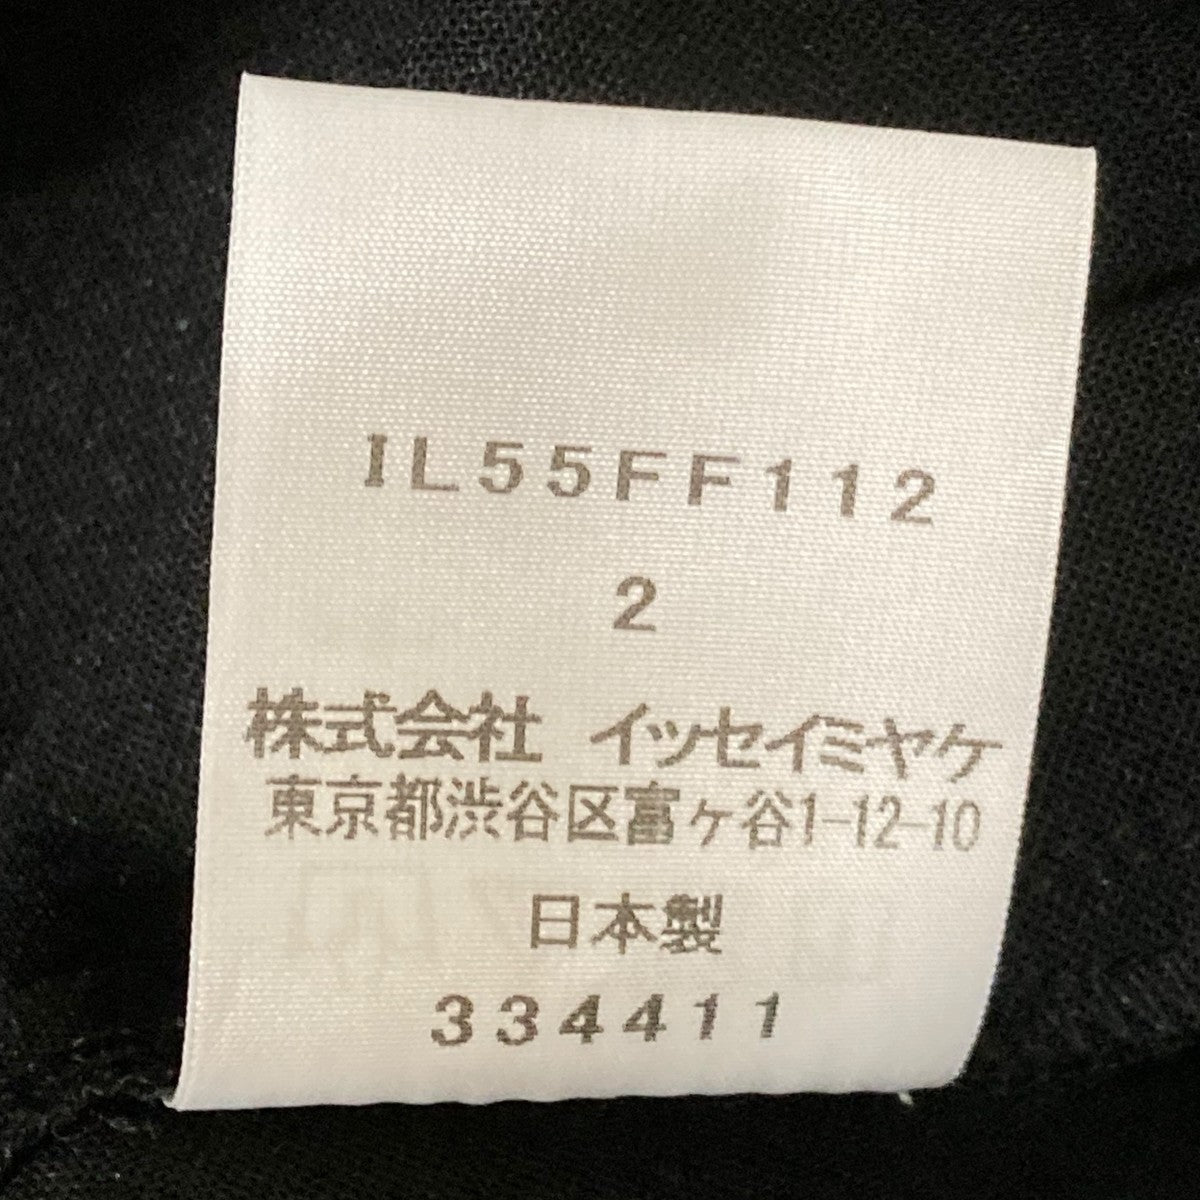 IL55FF112
2
株式会社 イッセイミヤケ
東京都渋谷区富ヶ谷1-12-10
日本製
334411